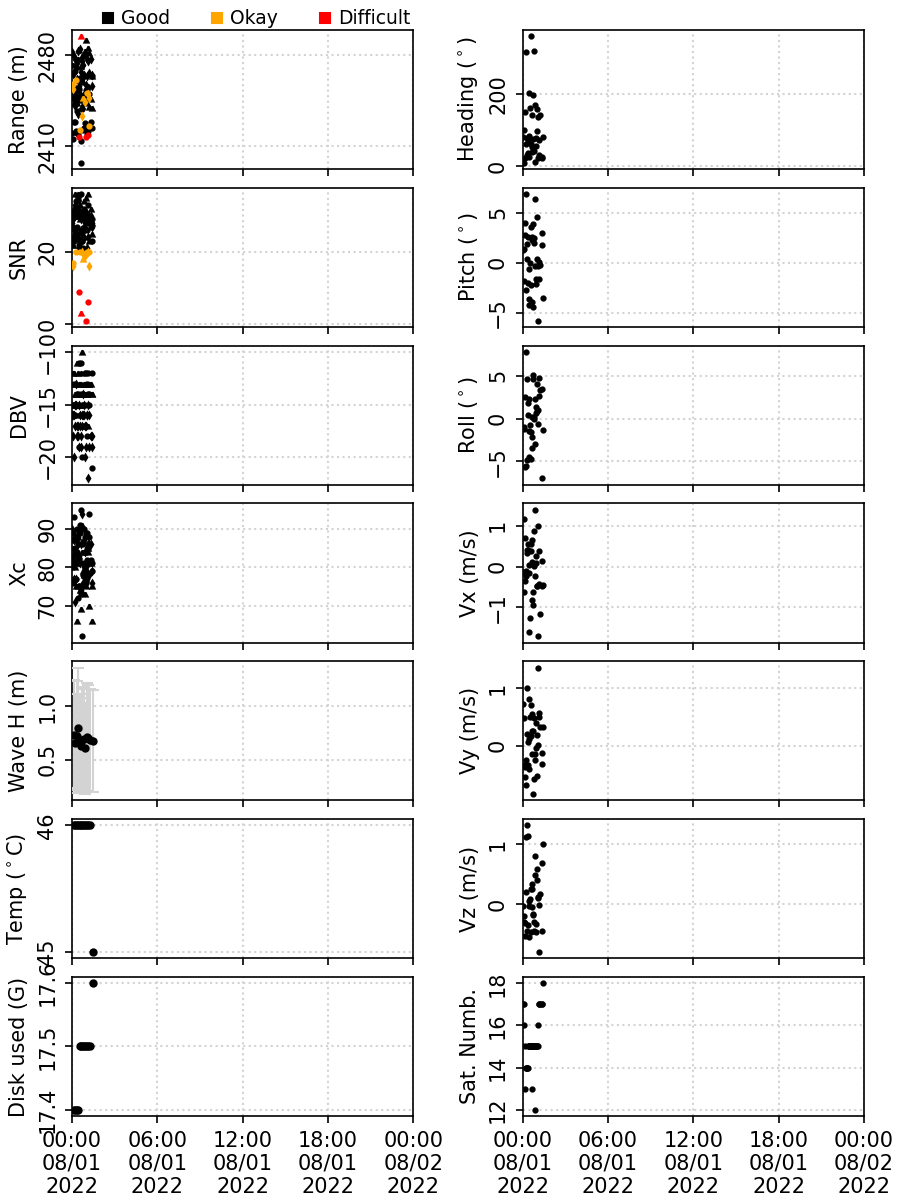 Good Okay Difficult
Range (m)
2480
2410
Heading (°)
200
0
SNR
20
0
Pitch (°)
5
0
−5
DBV
−10
−15
−20
Roll (°)
5
0
−5
Xc
90
80
70
Vx (m/s)
1
0
−1
Wave H (m)
1.0
0.5
Vy (m/s)
1
0
Temp (°C)
46
45
Vz (m/s)
1
0
Disk used (G)
17.6
17.5
17.4
Sat. Numb.
18
16
14
12
00:00 06:00 12:00 18:00 00:00
08/01 08/01 08/01 08/01 08/02
2022 2022 2022 2022 2022
00:00 06:00 12:00 18:00 00:00
08/01 08/01 08/01 08/01 08/02
2022 2022 2022 2022 2022